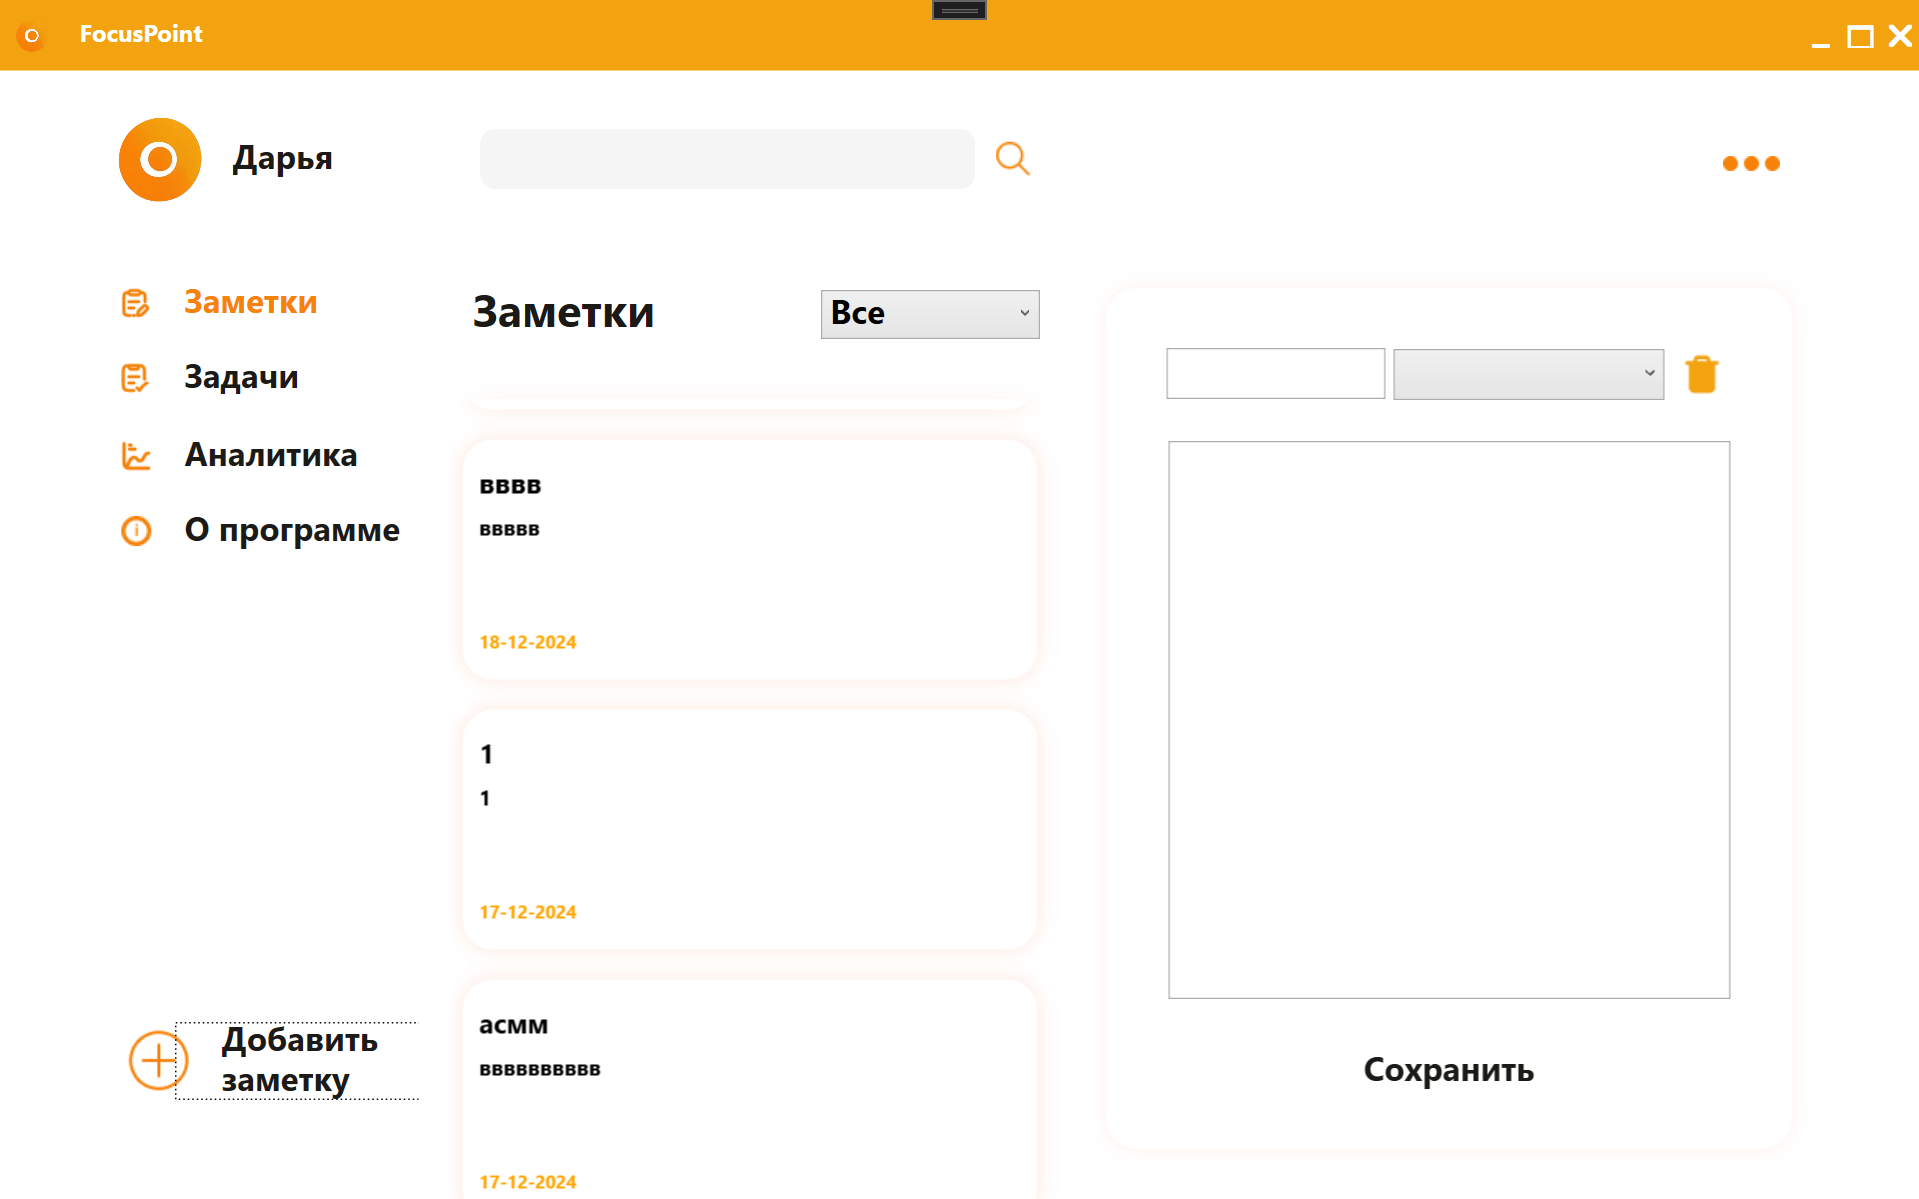 FocusPoint
Дарья
Заметки
Задачи
Аналитика
О программе
Добавить
заметку
Заметки
Все
вввв
ввввв
18-12-2024
1
1
17-12-2024
асмм
вввввввввв
17-12-2024
Сохранить